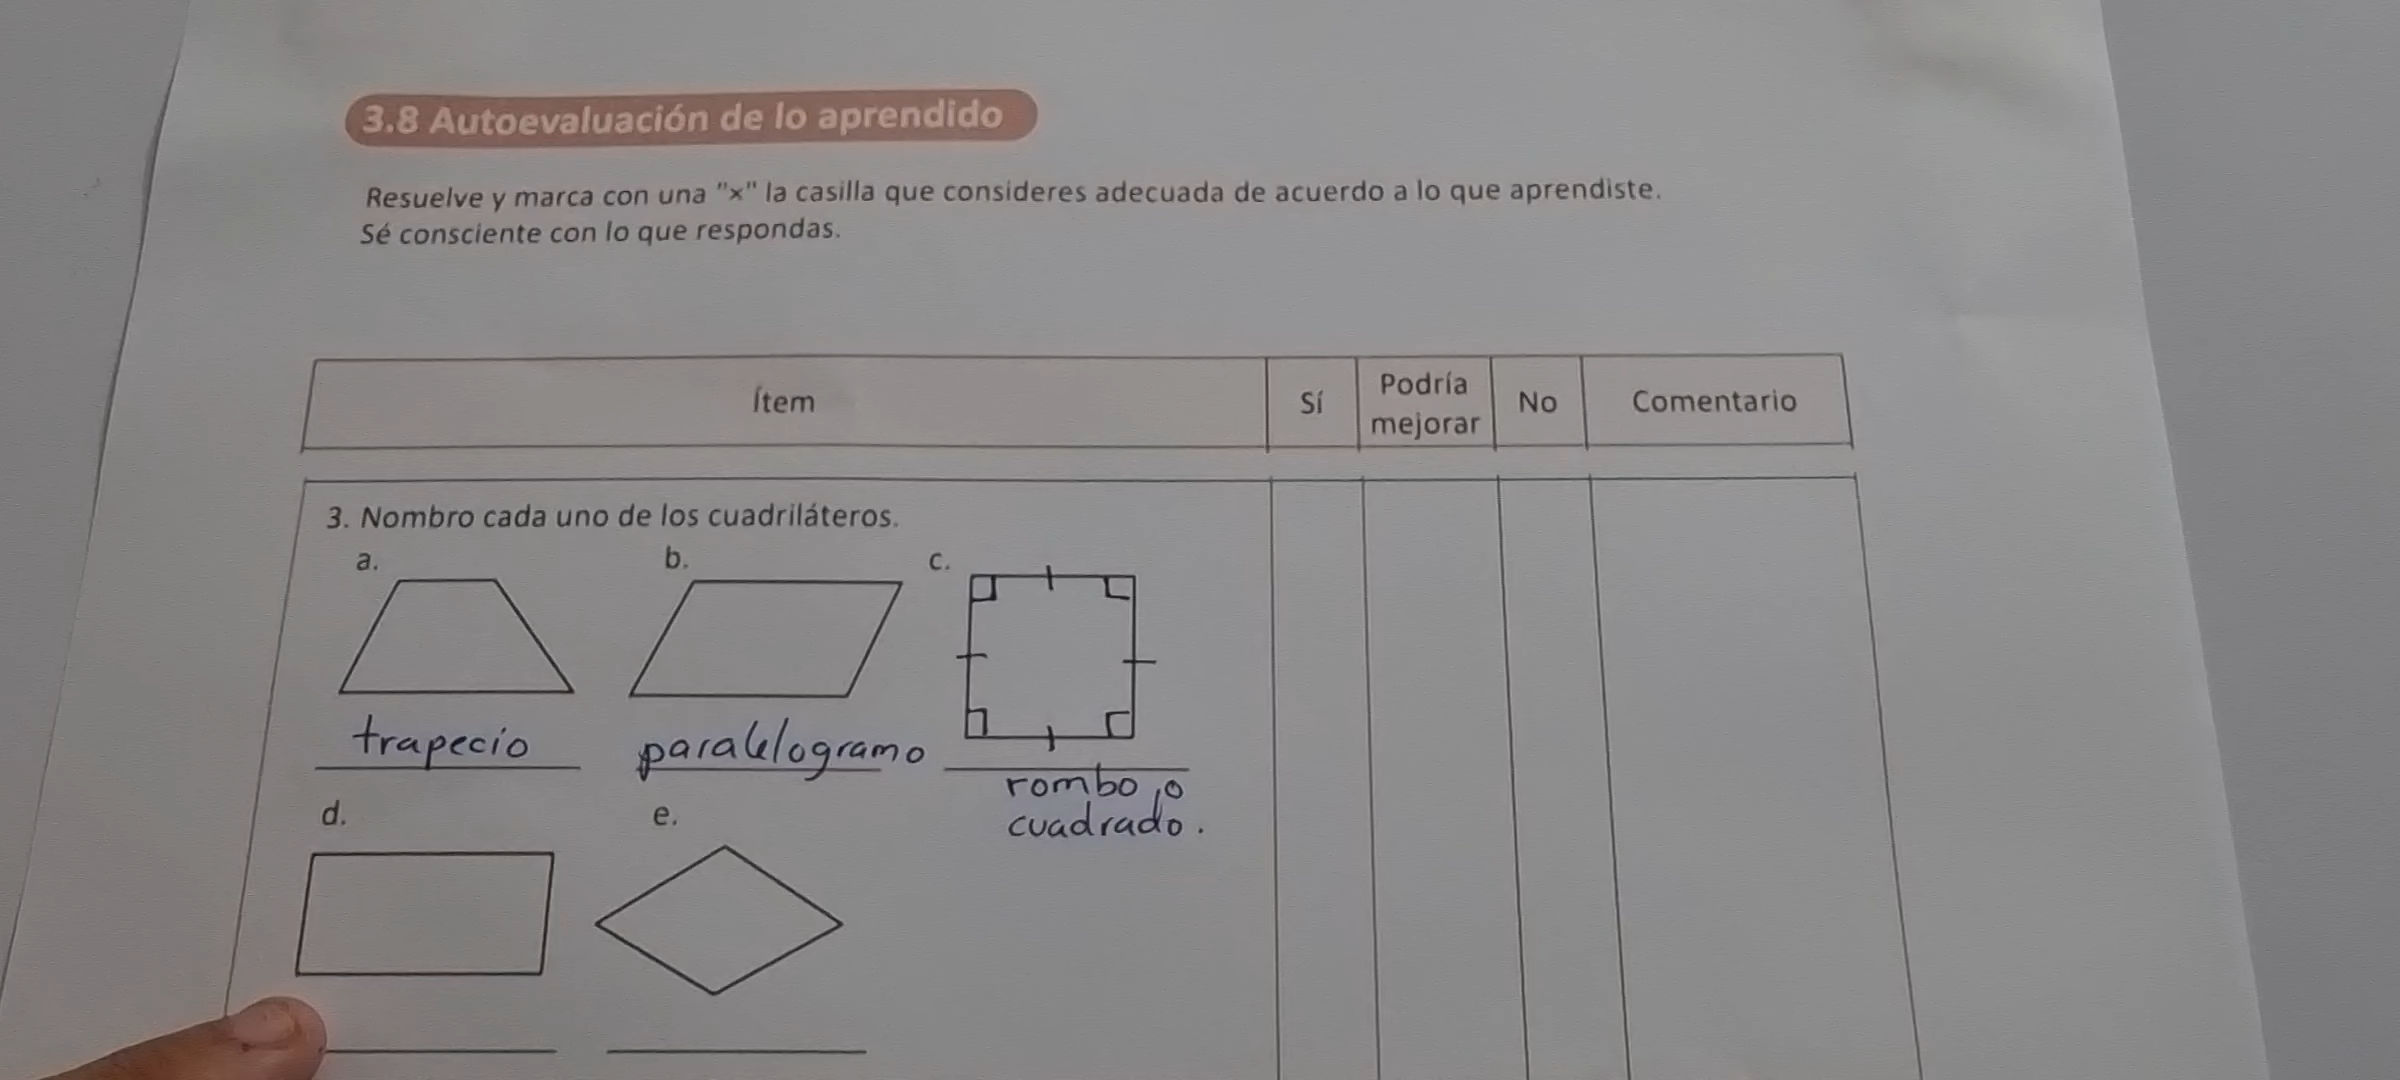 3.8 Autoevaluación de lo aprendido
Resuelve y marca con una "×" la casilla que consideres adecuada de acuerdo a lo que aprendiste.
Sé consciente con lo que respondas.
Ítem
Sí
Podría
mejorar
No
Comentario
3. Nombro cada uno de los cuadriláteros.
a.
b.
c.
trapecio
paralelogramo
rombo o
cuadrado.
d.
e.